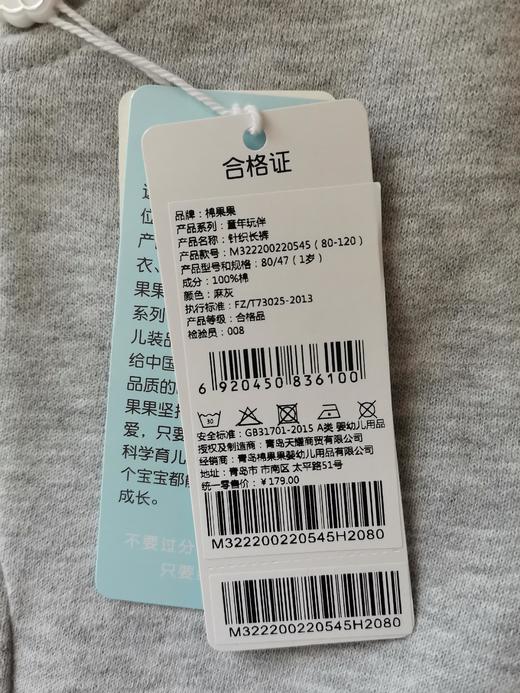 合格证
品牌：棉果果
产品系列：童年玩伴
产品名称：针织长裤
产品款号：M322200220545（80-120）
产品型号和规格：80/47（1岁）
成分：100%棉
颜色：麻灰
执行标准：FZ/T73025-2013
产品等级：合格品
检验员：008
6 920450 836100
30
安全标准：GB31701-2015 A类 婴幼儿用品
授权及制造商：青岛天耀商贸有限公司
经销商：青岛棉果果婴幼儿用品有限公司
地址：青岛市 市南区 太平路51号
统一零售价：￥179.00
M322200220545H2080
M322200220545H2080
位
产
衣、
果果
系列
儿装品
给中国
品质的
果果坚持
爱，只要
科学育儿
个宝宝都能
成长。
不要过分
只要